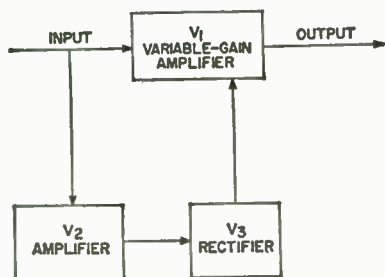 INPUT
V1
VARIABLE-GAIN
AMPLIFIER
OUTPUT
V2
AMPLIFIER
V3
RECTIFIER